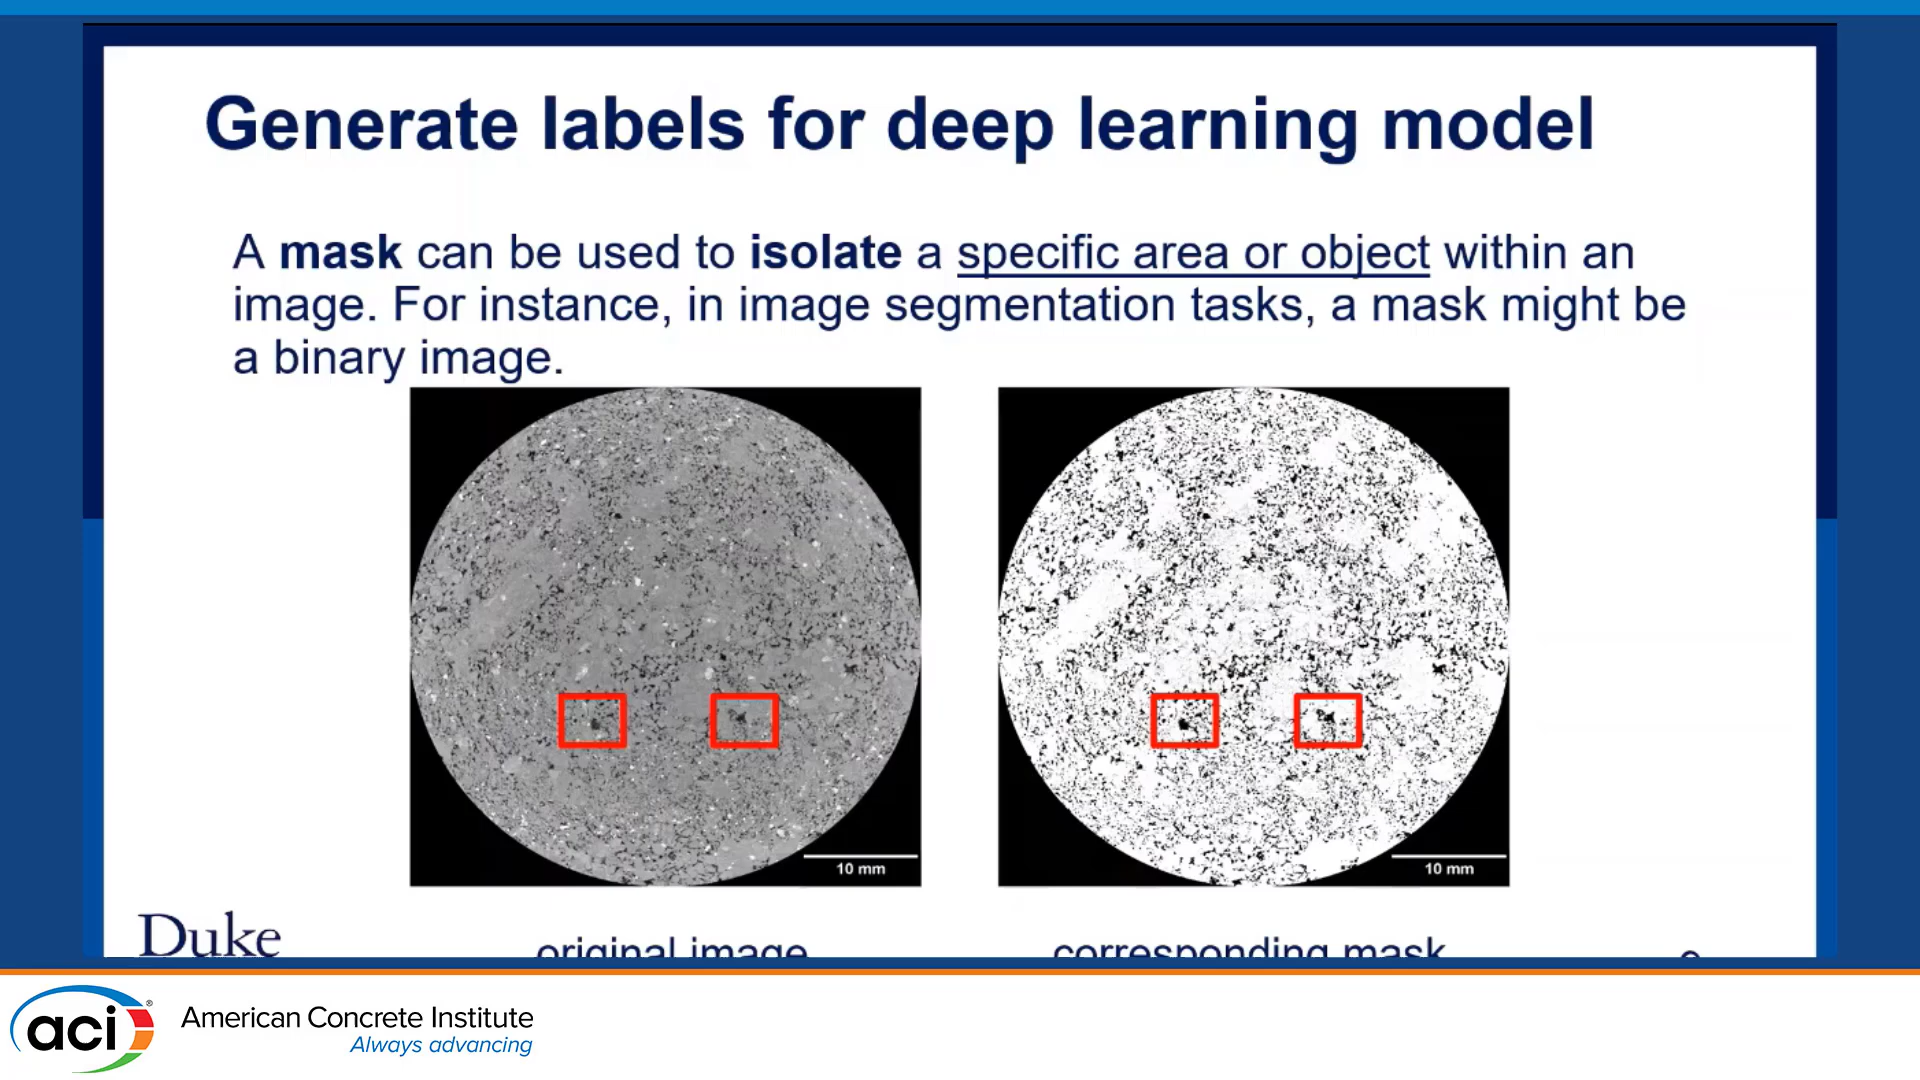 Generate labels for deep learning model
A mask can be used to isolate a specific area or object within an
image. For instance, in image segmentation tasks, a mask might be
a binary image.
10 mm
10 mm
Duke
original image
corresponding mask
aci®
American Concrete Institute
Always advancing